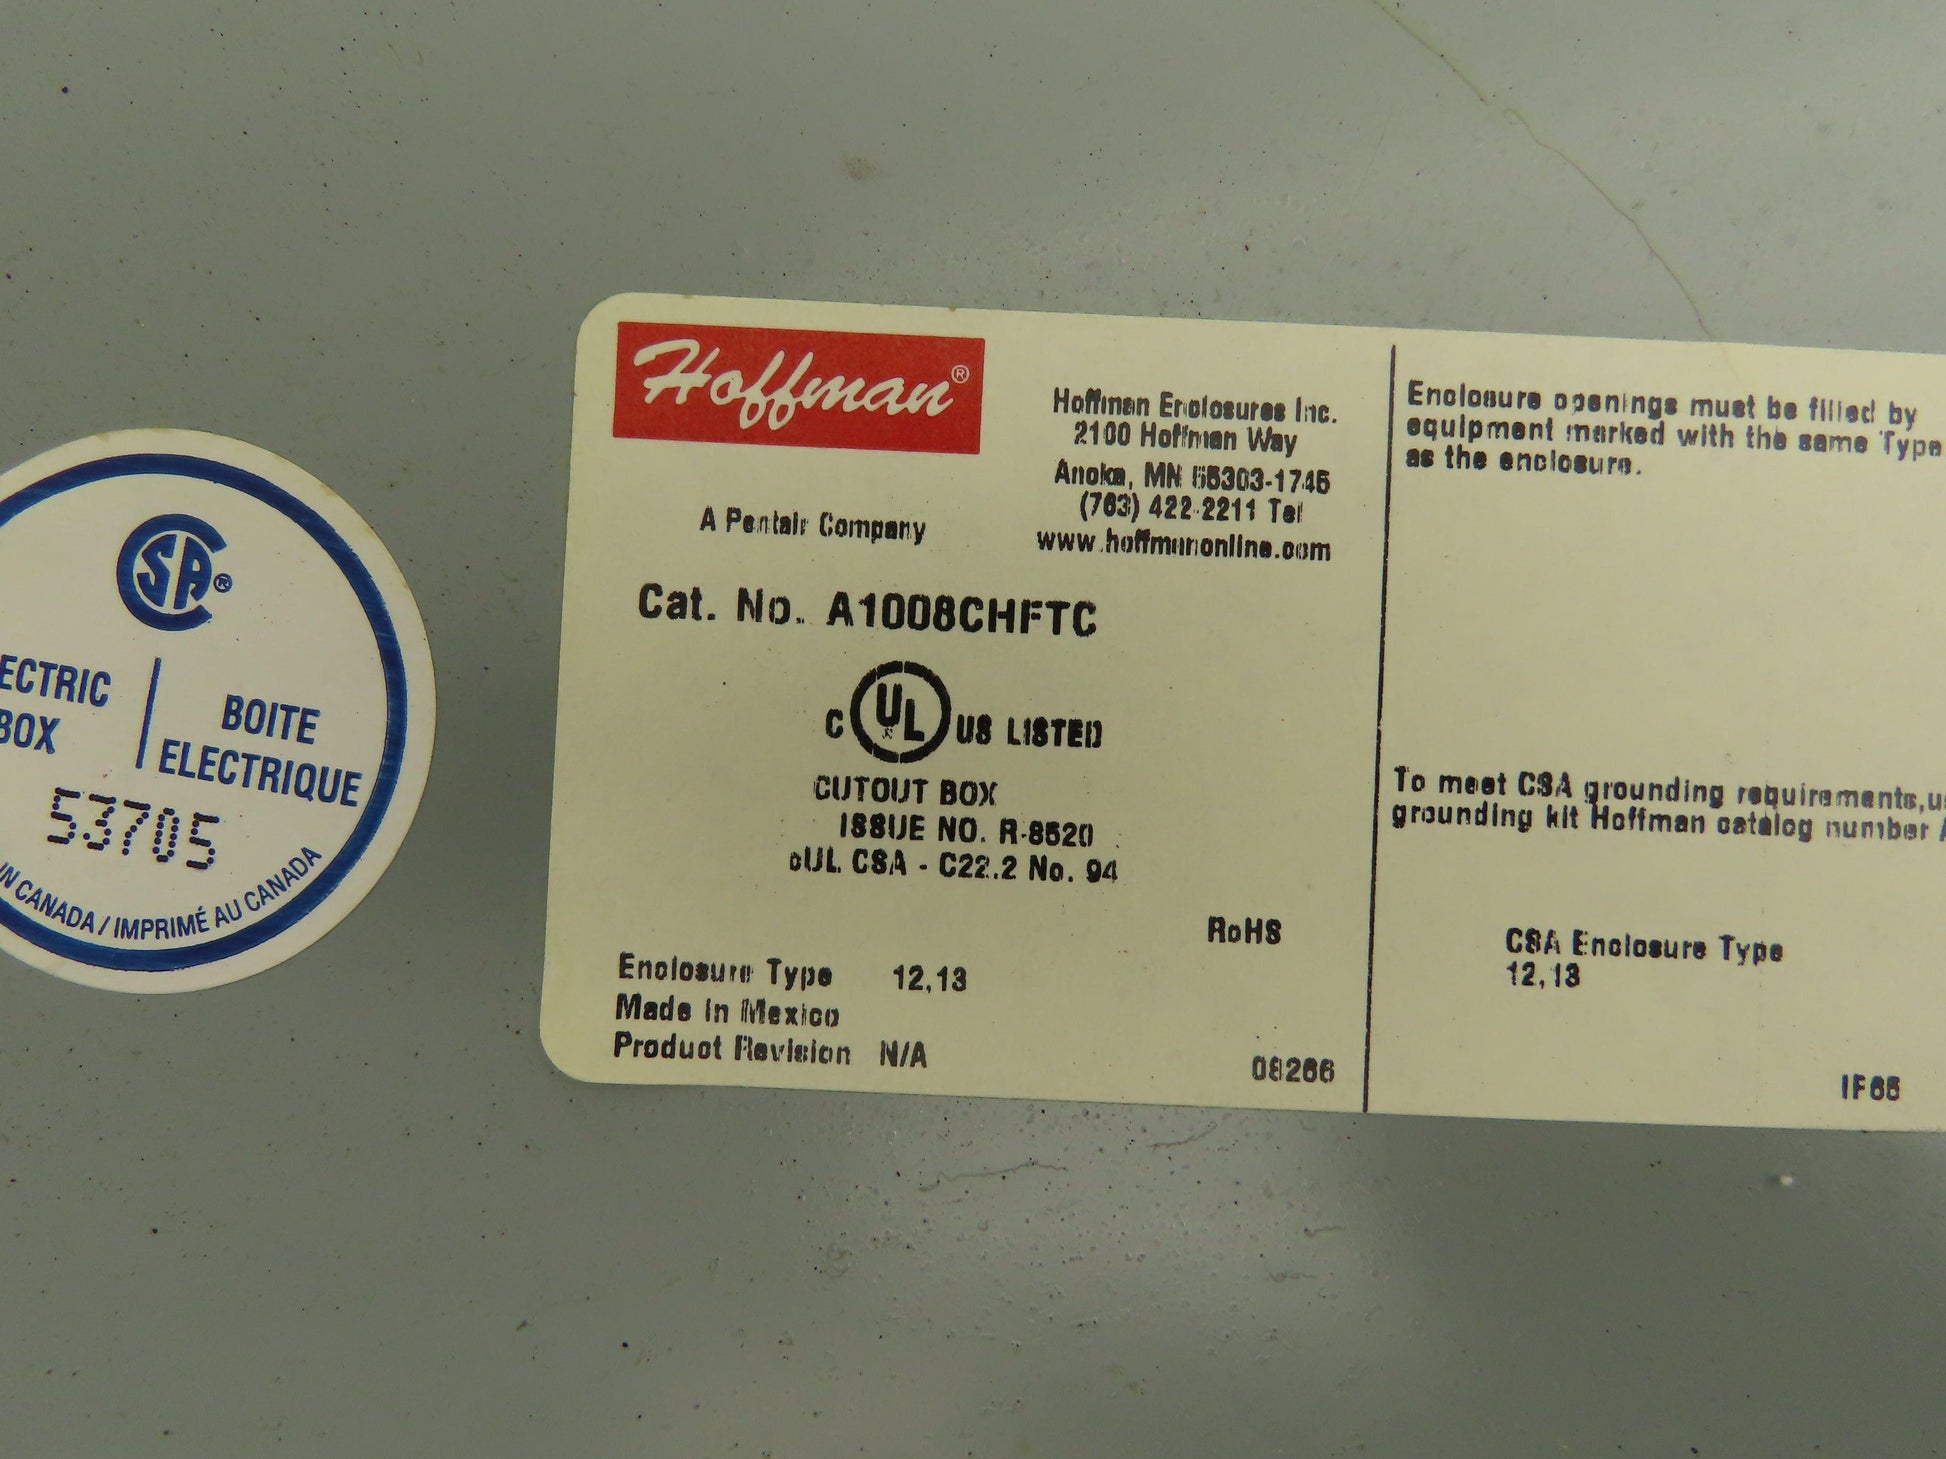 CSA®
ECTRIC
BOX
BOITE
ELECTRIQUE
53705
IN CANADA / IMPRIMÉ AU CANADA
Hoffman®
A Pentair Company
Hoffman Enclosures Inc.
2100 Hoffman Way
Anoka, MN 55303-1745
(763) 422-2211 Tel
www.hoffmanonline.com
Cat. No. A1008CHFTC
C UL US LISTED
CUTOUT BOX
ISSUE NO. R-8520
cUL CSA - C22.2 No. 94
RoHS
Enclosure Type 12,13
Made in Mexico
Product Revision N/A
08266
Enclosure openings must be filled by
equipment marked with the same Type
as the enclosure.
To meet CSA grounding requirements,
grounding kit Hoffman catalog number
CSA Enclosure Type
12,13